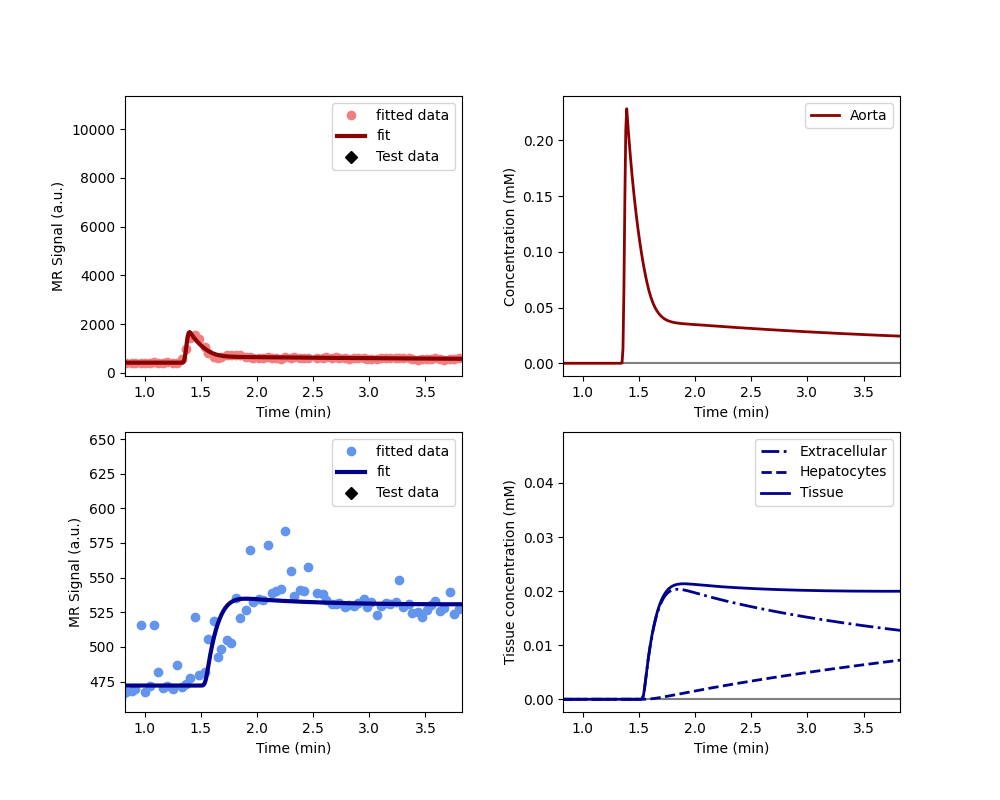 MR Signal (a.u.)
10000
8000
6000
4000
2000
0
1.0 1.5 2.0 2.5 3.0 3.5
Time (min)
fitted data
fit
Test data
Concentration (mM)
0.20
0.15
0.10
0.05
0.00
1.0 1.5 2.0 2.5 3.0 3.5
Time (min)
Aorta
MR Signal (a.u.)
650
625
600
575
550
525
500
475
1.0 1.5 2.0 2.5 3.0 3.5
Time (min)
fitted data
fit
Test data
Tissue concentration (mM)
0.04
0.03
0.02
0.01
0.00
1.0 1.5 2.0 2.5 3.0 3.5
Time (min)
Extracellular
Hepatocytes
Tissue